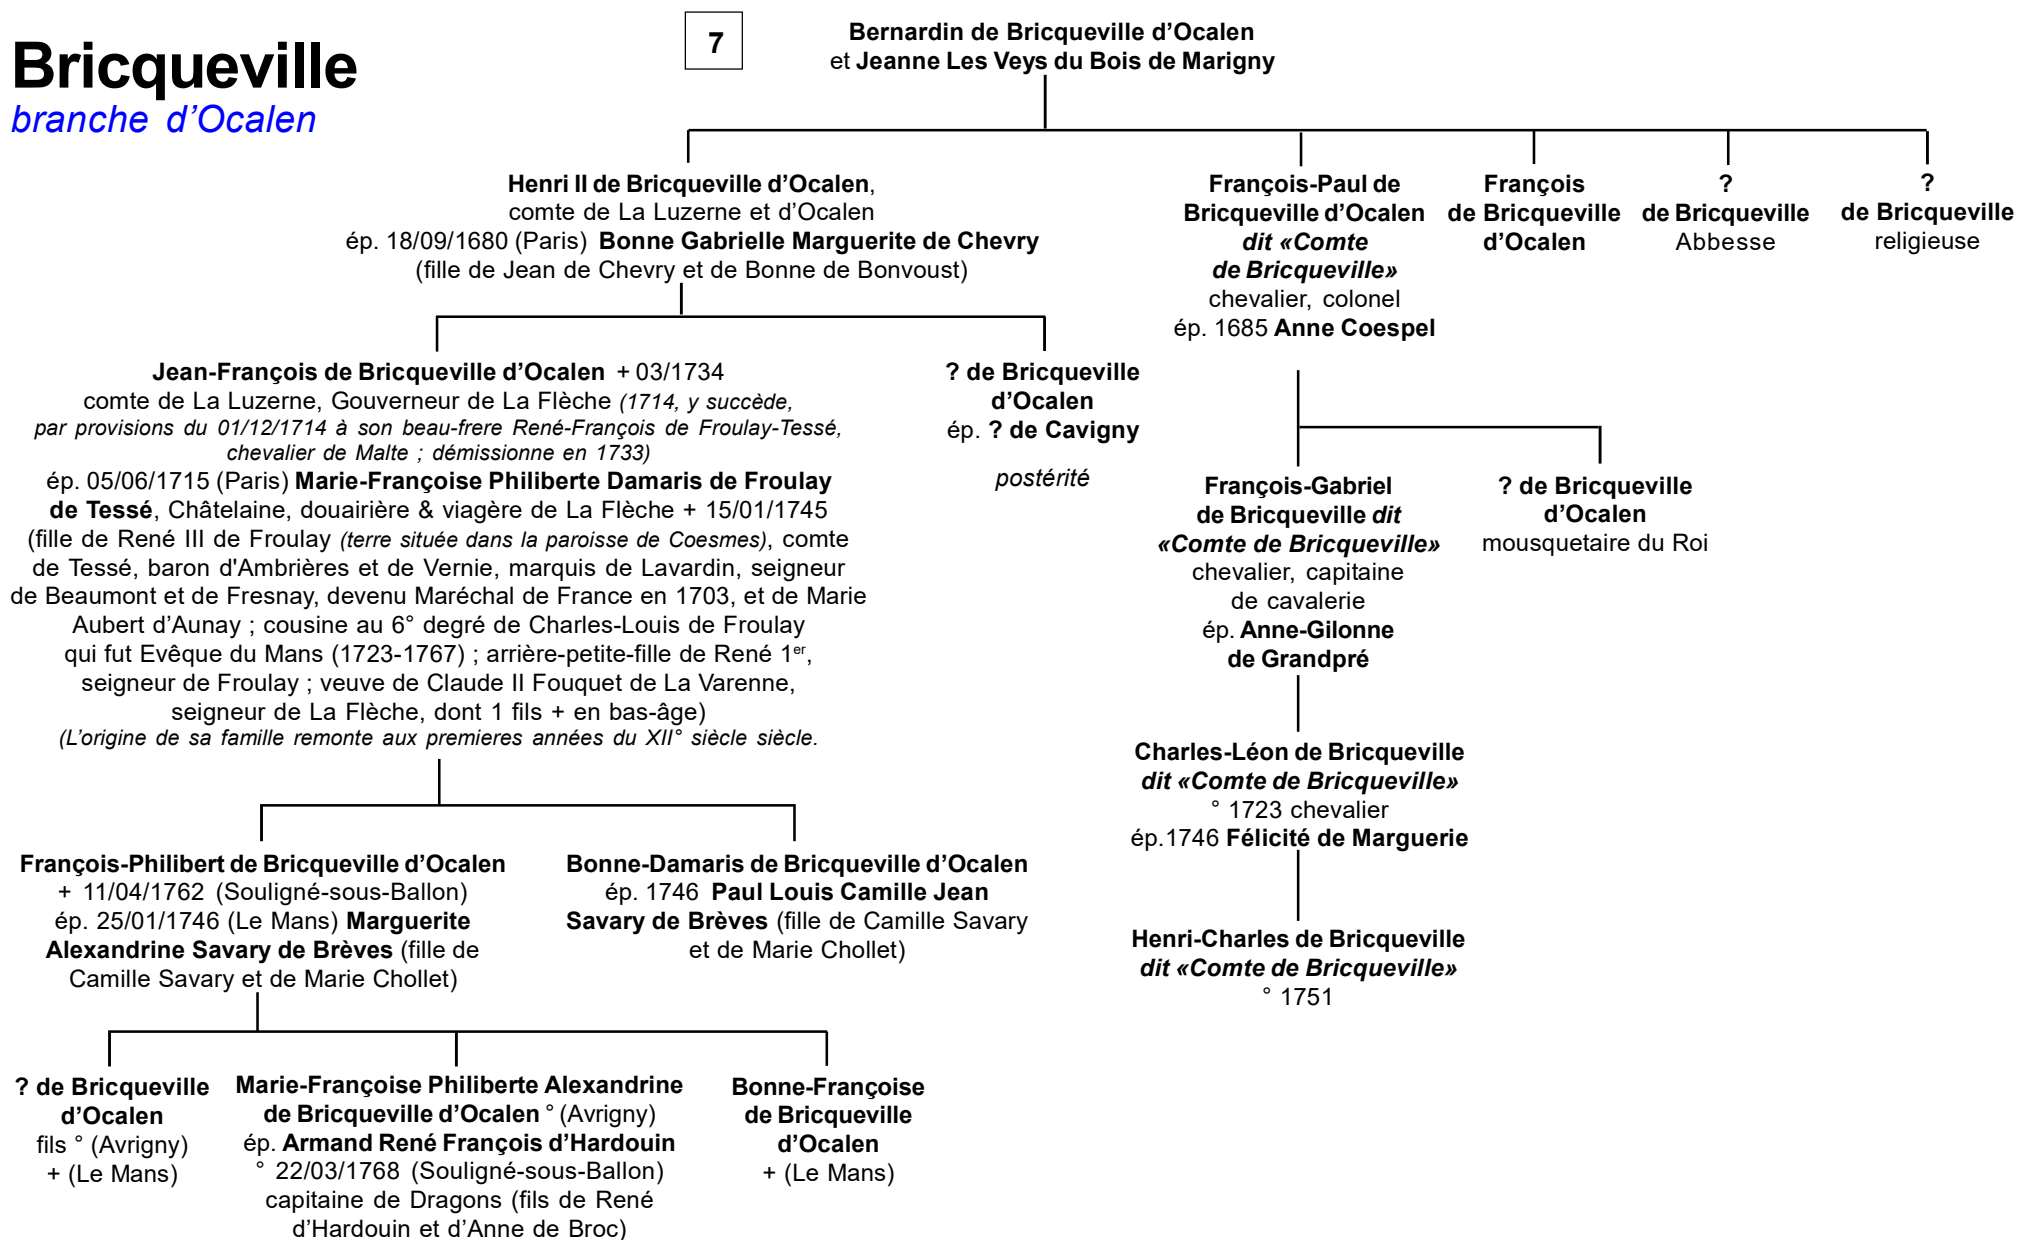 Bricqueville
branche d’Ocalen
7
Bernardin de Bricqueville d’Ocalen
et Jeanne Les Veys du Bois de Marigny
Henri II de Bricqueville d’Ocalen,
comte de La Luzerne et d’Ocalen
ép. 18/09/1680 (Paris) Bonne Gabrielle Marguerite de Chevry
(fille de Jean de Chevry et de Bonne de Bonvoust)
François-Paul de
Bricqueville d’Ocalen
dit «Comte
de Bricqueville»
chevalier, colonel
ép. 1685 Anne Coespel
François
de Bricqueville
d’Ocalen
?
de Bricqueville
Abbesse
?
de Bricqueville
religieuse
Jean-François de Bricqueville d’Ocalen + 03/1734
comte de La Luzerne, Gouverneur de La Flèche (1714, y succède,
par provisions du 01/12/1714 à son beau-frere René-François de Froulay-Tessé,
chevalier de Malte ; démissionne en 1733)
ép. 05/06/1715 (Paris) Marie-Françoise Philiberte Damaris de Froulay
de Tessé, Châtelaine, douairière & viagère de La Flèche + 15/01/1745
(fille de René III de Froulay (terre située dans la paroisse de Coesmes), comte
de Tessé, baron d'Ambrières et de Vernie, marquis de Lavardin, seigneur
de Beaumont et de Fresnay, devenu Maréchal de France en 1703, et de Marie
Aubert d’Aunay ; cousine au 6° degré de Charles-Louis de Froulay
qui fut Evêque du Mans (1723-1767) ; arrière-petite-fille de René 1er,
seigneur de Froulay ; veuve de Claude II Fouquet de La Varenne,
seigneur de La Flèche, dont 1 fils + en bas-âge)
(L’origine de sa famille remonte aux premieres années du XII° siècle siècle.
? de Bricqueville
d’Ocalen
ép. ? de Cavigny
postérité
François-Gabriel
de Bricqueville dit
«Comte de Bricqueville»
chevalier, capitaine
de cavalerie
ép. Anne-Gilonne
de Grandpré
? de Bricqueville
d’Ocalen
mousquetaire du Roi
Charles-Léon de Bricqueville
dit «Comte de Bricqueville»
° 1723 chevalier
ép.1746 Félicité de Marguerie
François-Philibert de Bricqueville d’Ocalen
+ 11/04/1762 (Souligné-sous-Ballon)
ép. 25/01/1746 (Le Mans) Marguerite
Alexandrine Savary de Brèves (fille de
Camille Savary et de Marie Chollet)
Bonne-Damaris de Bricqueville d’Ocalen
ép. 1746 Paul Louis Camille Jean
Savary de Brèves (fille de Camille Savary
et de Marie Chollet)
Henri-Charles de Bricqueville
dit «Comte de Bricqueville»
° 1751
? de Bricqueville
d’Ocalen
fils ° (Avrigny)
+ (Le Mans)
Marie-Françoise Philiberte Alexandrine
de Bricqueville d’Ocalen ° (Avrigny)
ép. Armand René François d’Hardouin
° 22/03/1768 (Souligné-sous-Ballon)
capitaine de Dragons (fils de René
d’Hardouin et d’Anne de Broc)
Bonne-Françoise
de Bricqueville
d’Ocalen
+ (Le Mans)